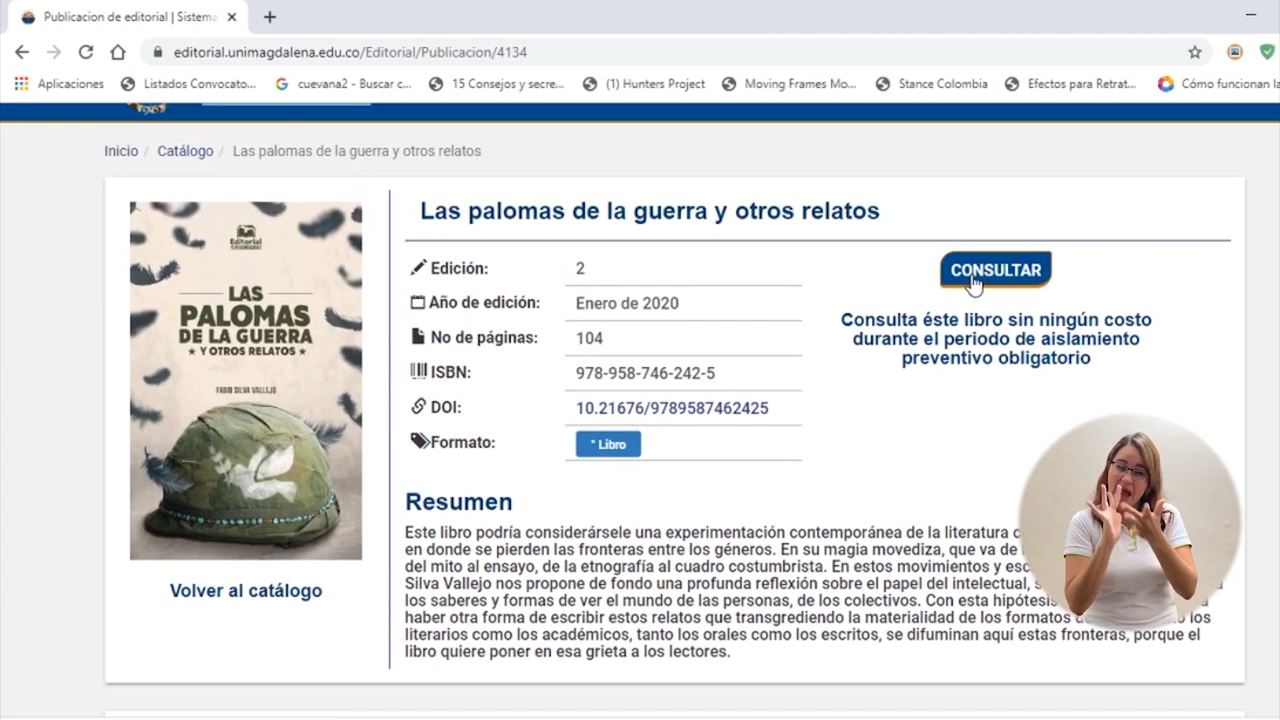 Publicacion de editorial | Sistema
editorial.unimagdalena.edu.co/Editorial/Publicacion/4134
Aplicaciones
Listados Convocato...
cuevana2 - Buscar c...
15 Consejos y secre...
(1) Hunters Project
Moving Frames Mo...
Stance Colombia
Efectos para Retrat...
Cómo funcionan la
Inicio / Catálogo / Las palomas de la guerra y otros relatos
Editorial
LAS
PALOMAS
DE LA GUERRA
Y OTROS RELATOS
FABIO SILVA VALLEJO
Volver al catálogo
Las palomas de la guerra y otros relatos
Edición: 2
Año de edición: Enero de 2020
No de páginas: 104
ISBN: 978-958-746-242-5
DOI: 10.21676/9789587462425
Formato: * Libro
CONSULTAR
Consulta éste libro sin ningún costo
durante el periodo de aislamiento
preventivo obligatorio
Resumen
Este libro podría considerársele una experimentación contemporánea de la literatura
en donde se pierden las fronteras entre los géneros. En su magia movediza, que va de
del mito al ensayo, de la etnografía al cuadro costumbrista. En estos movimientos y
Silva Vallejo nos propone de fondo una profunda reflexión sobre el papel del intelectual,
los saberes y formas de ver el mundo de las personas, de los colectivos. Con esta
haber otra forma de escribir estos relatos que transgrediendo la materialidad de los formatos los
literarios como los académicos, tanto los orales como los escritos, se difuminan aquí estas fronteras, porque el
libro quiere poner en esa grieta a los lectores.